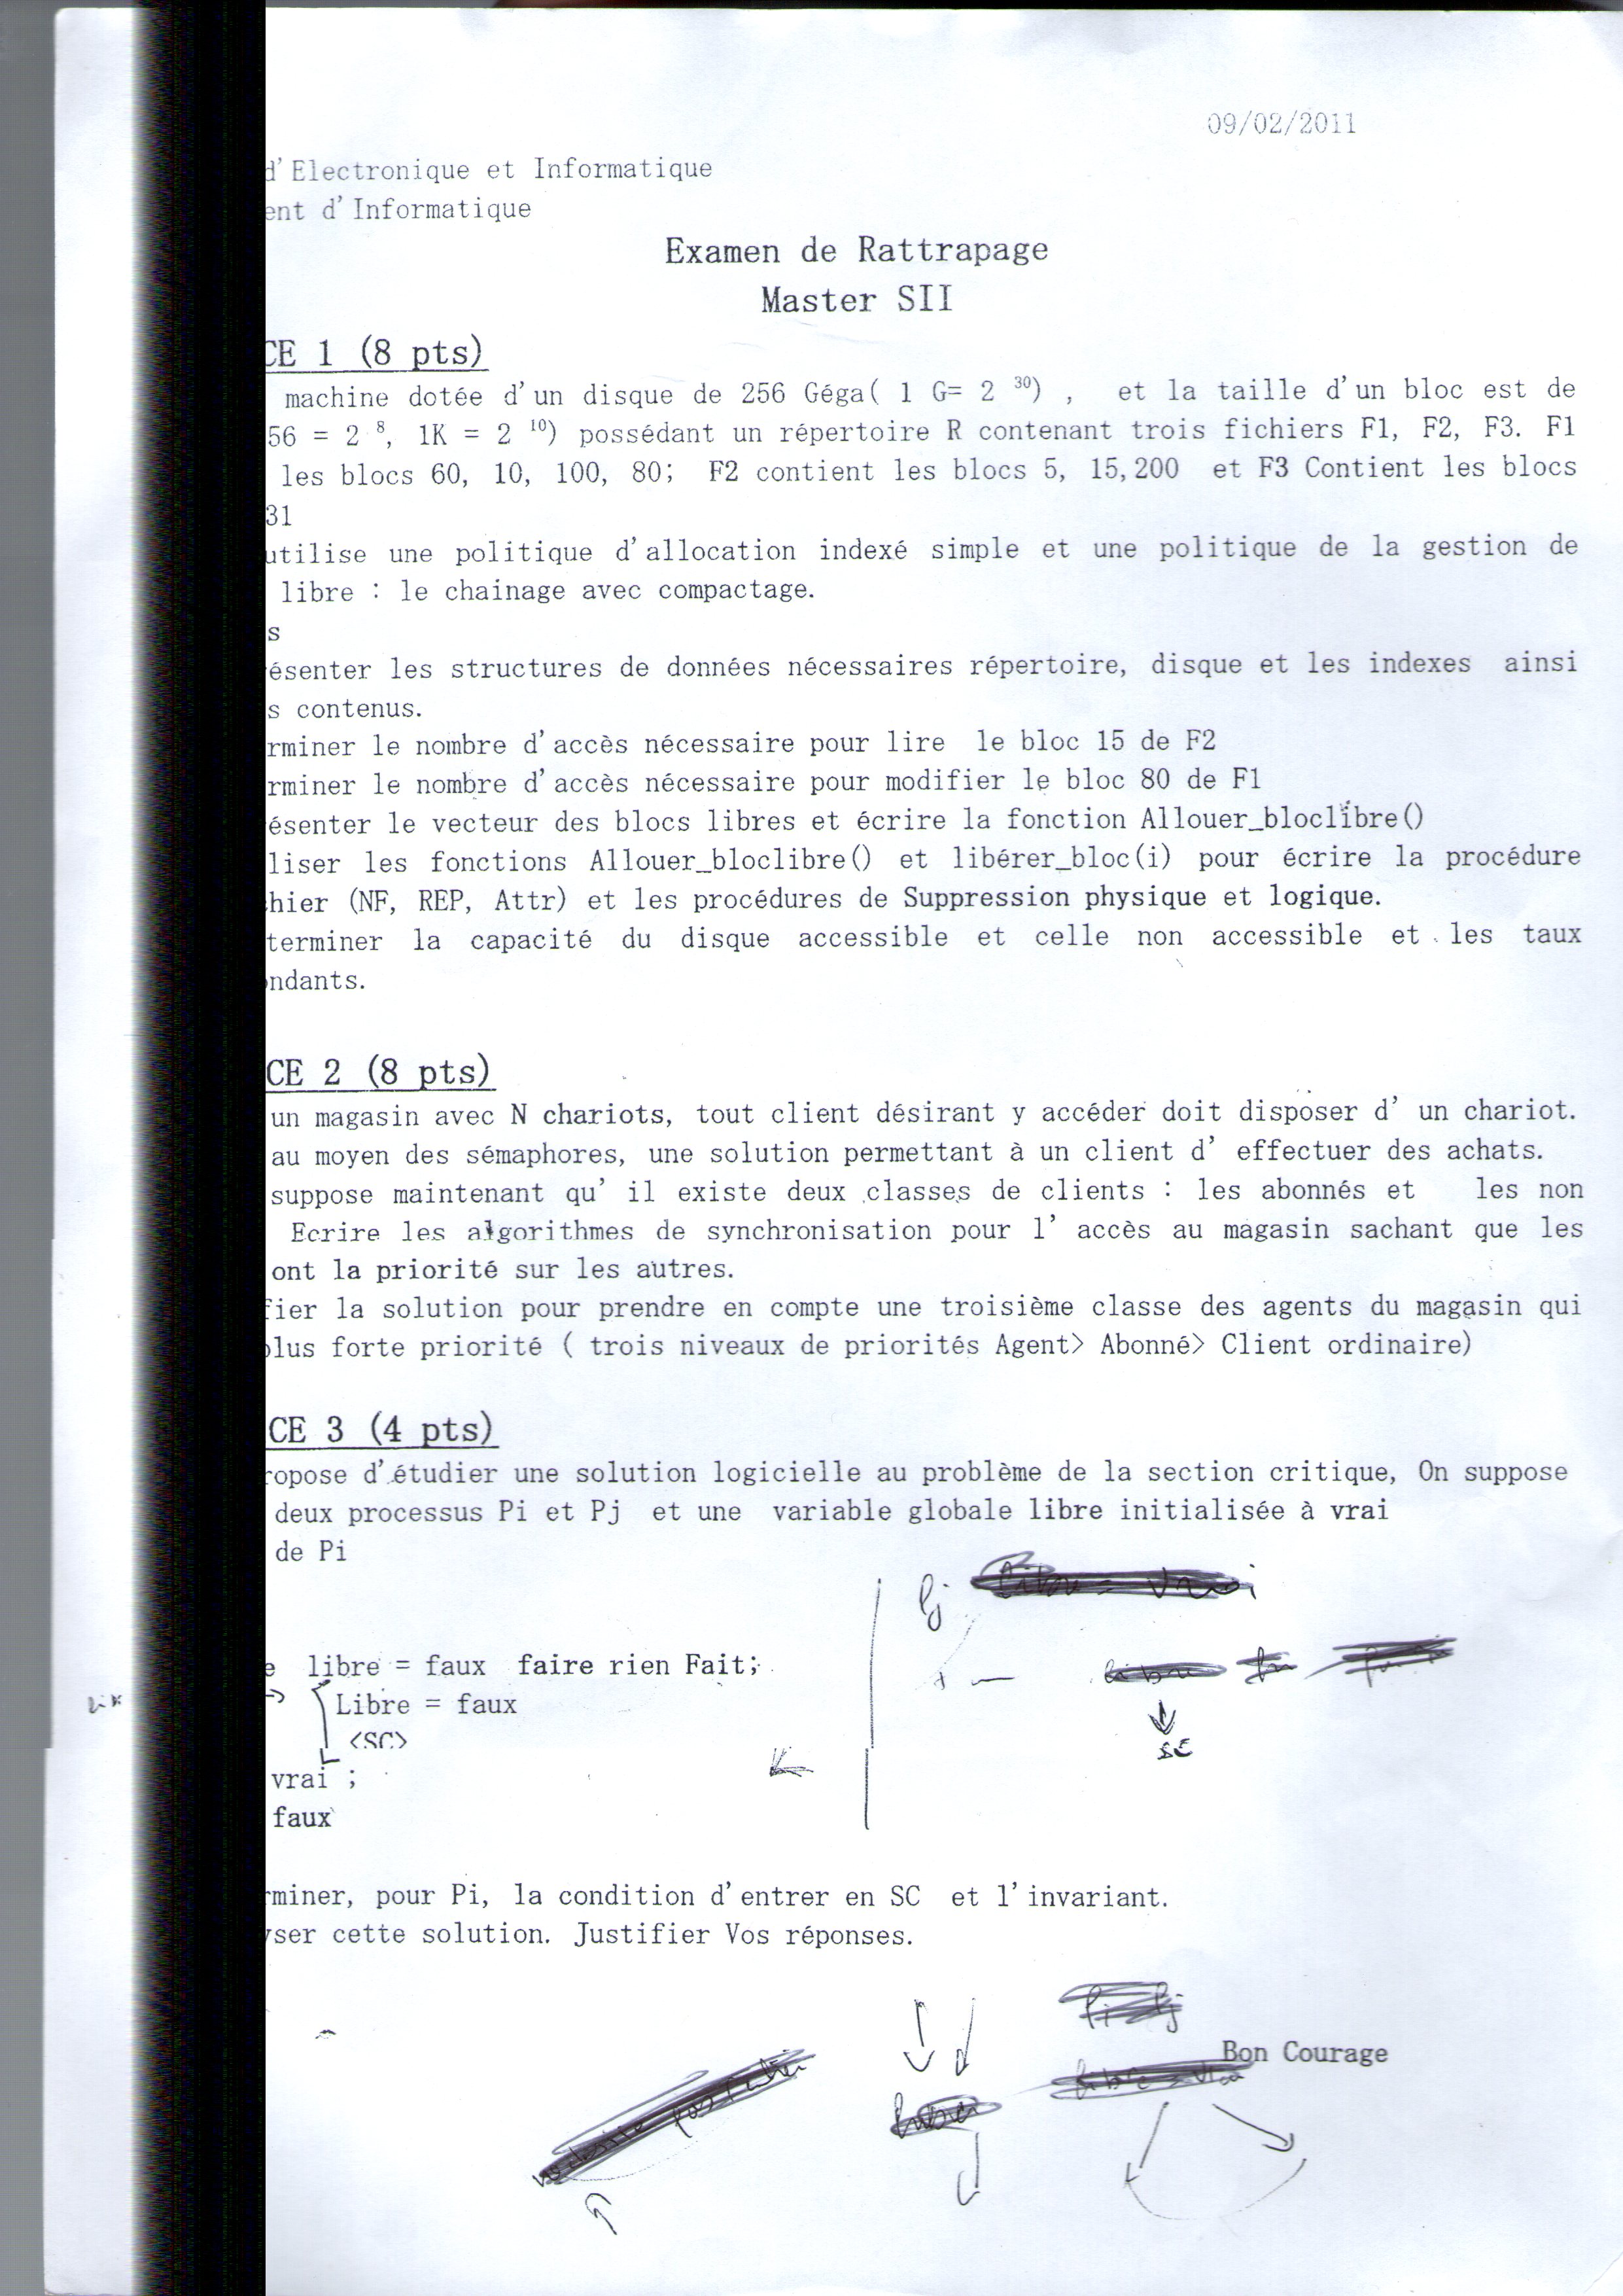 09/02/2011
d'Electronique et Informatique
ent d'Informatique
Examen de Rattrapage
Master SII
CE 1 (8 pts)
machine dotée d'un disque de 256 Géga( 1 G= 2 30) , et la taille d'un bloc est de
56 = 2 8, 1K = 2 10) possédant un répertoire R contenant trois fichiers F1, F2, F3. F1
les blocs 60, 10, 100, 80; F2 contient les blocs 5, 15,200 et F3 Contient les blocs
31
utilise une politique d'allocation indexé simple et une politique de la gestion de
libre : le chainage avec compactage.
s
ésenter les structures de données nécessaires répertoire, disque et les indexes ainsi
s contenus.
rminer le nombre d'accès nécessaire pour lire le bloc 15 de F2
rminer le nombre d'accès nécessaire pour modifier le bloc 80 de F1
ésenter le vecteur des blocs libres et écrire la fonction Allouer_bloclibre()
liser les fonctions Allouer_bloclibre() et libérer_bloc(i) pour écrire la procédure
hier (NF, REP, Attr) et les procédures de Suppression physique et logique.
terminer la capacité du disque accessible et celle non accessible et les taux
ondants.
CE 2 (8 pts)
un magasin avec N chariots, tout client désirant y accéder doit disposer d' un chariot.
au moyen des sémaphores, une solution permettant à un client d' effectuer des achats.
suppose maintenant qu' il existe deux classes de clients : les abonnés et les non
Ecrire les algorithmes de synchronisation pour l' accès au magasin sachant que les
ont la priorité sur les autres.
fier la solution pour prendre en compte une troisième classe des agents du magasin qui
plus forte priorité ( trois niveaux de priorités Agent> Abonné> Client ordinaire)
CE 3 (4 pts)
ropose d'étudier une solution logicielle au problème de la section critique, On suppose
deux processus Pi et Pj et une variable globale libre initialisée à vrai
de Pi
Pj
e libre = faux faire rien Fait;
Libre = faux
<SC>
SC
vrai ;
faux
rminer, pour Pi, la condition d'entrer en SC et l'invariant.
yser cette solution. Justifier Vos réponses.
Bon Courage